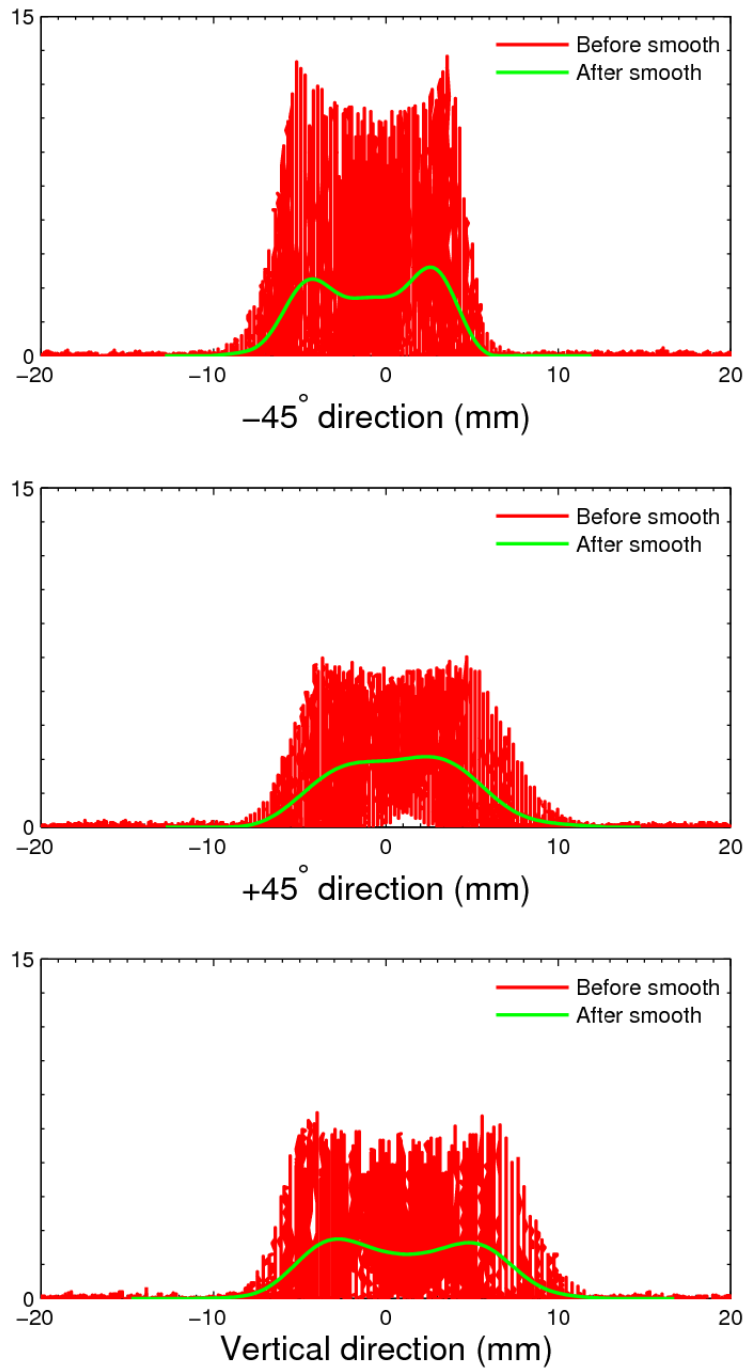 15
Before smooth
After smooth
0
−20 −10 0 10 20
−45° direction (mm)
15
Before smooth
After smooth
0
−20 −10 0 10 20
+45° direction (mm)
15
Before smooth
After smooth
0
−20 −10 0 10 20
Vertical direction (mm)